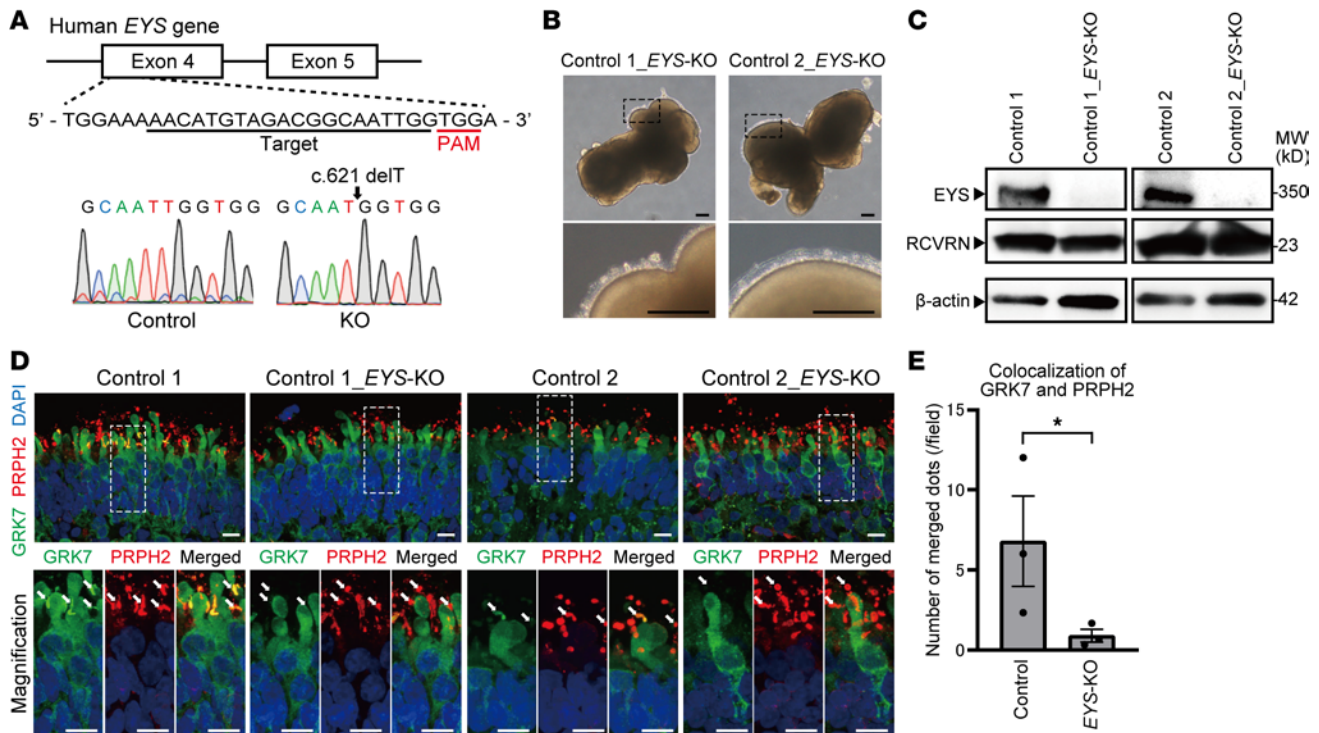 A
Human EYS gene
Exon 4 Exon 5
5' - TGGAAAAACATGTAGACGGCAATTGGTGGA - 3'
Target PAM
c.621 delT
GCAATTGGTGG GCAATGGTGG
Control KO
B
Control 1_EYS-KO Control 2_EYS-KO
C
Control 1 Control 1_EYS-KO Control 2 Control 2_EYS-KO
MW
(kD)
EYS 350
RCVRN 23
β-actin 42
D
Control 1 Control 1_EYS-KO Control 2 Control 2_EYS-KO
GRK7 PRPH2 DAPI
GRK7 PRPH2 Merged GRK7 PRPH2 Merged GRK7 PRPH2 Merged GRK7 PRPH2 Merged
Magnification
E
Colocalization of
GRK7 and PRPH2
Number of merged dots (/field)
15
*
10
5
0
Control EYS-KO